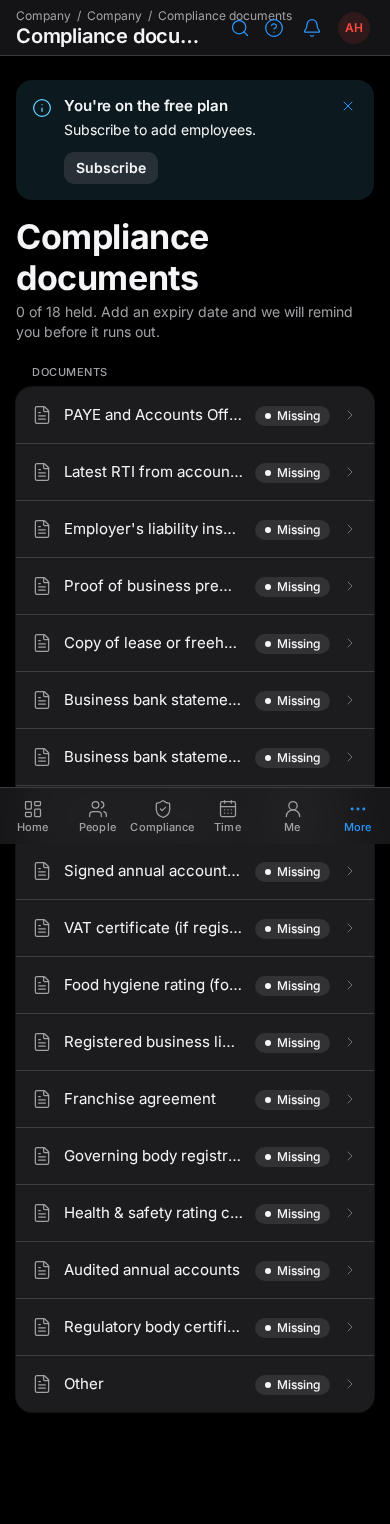 Company / Company / Compliance documents
Compliance docu...
AH
You're on the free plan
Subscribe to add employees.
Subscribe
Compliance
documents
0 of 18 held. Add an expiry date and we will remind
you before it runs out.
DOCUMENTS
PAYE and Accounts Off... Missing
Latest RTI from accoun... Missing
Employer's liability ins... Missing
Proof of business pre... Missing
Copy of lease or freeh... Missing
Business bank stateme... Missing
Business bank stateme... Missing
Home People Compliance Time Me More
Signed annual account... Missing
VAT certificate (if regis... Missing
Food hygiene rating (fo... Missing
Registered business li... Missing
Franchise agreement Missing
Governing body registr... Missing
Health & safety rating c... Missing
Audited annual accounts Missing
Regulatory body certifi... Missing
Other Missing